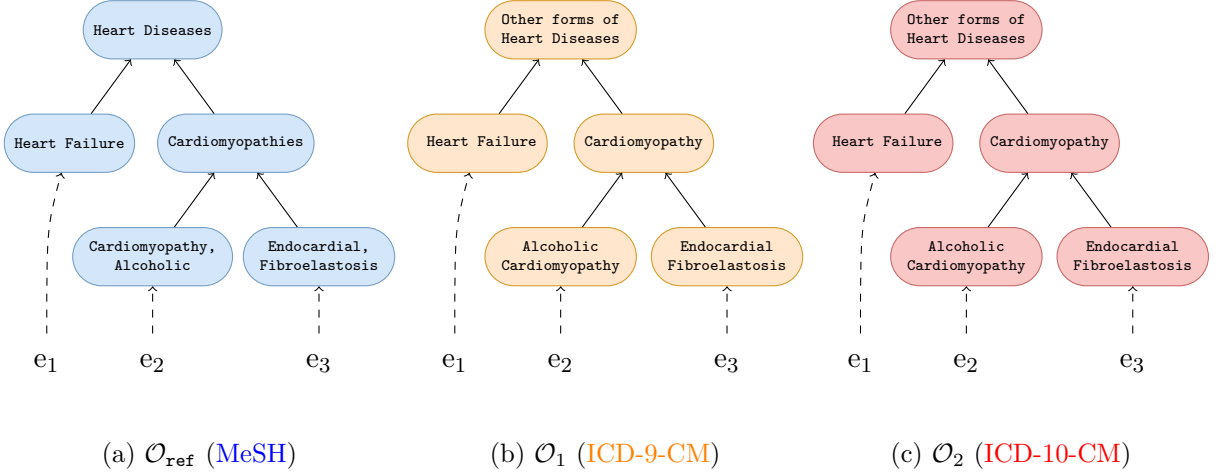 Heart Diseases
Heart Failure
Cardiomyopathies
Cardiomyopathy,
Alcoholic
Endocardial,
Fibroelastosis
e1
e2
e3
(a) 𝒪ref (MeSH)
Other forms of
Heart Diseases
Heart Failure
Cardiomyopathy
Alcoholic
Cardiomyopathy
Endocardial
Fibroelastosis
e1
e2
e3
(b) 𝒪1 (ICD-9-CM)
Other forms of
Heart Diseases
Heart Failure
Cardiomyopathy
Alcoholic
Cardiomyopathy
Endocardial
Fibroelastosis
e1
e2
e3
(c) 𝒪2 (ICD-10-CM)